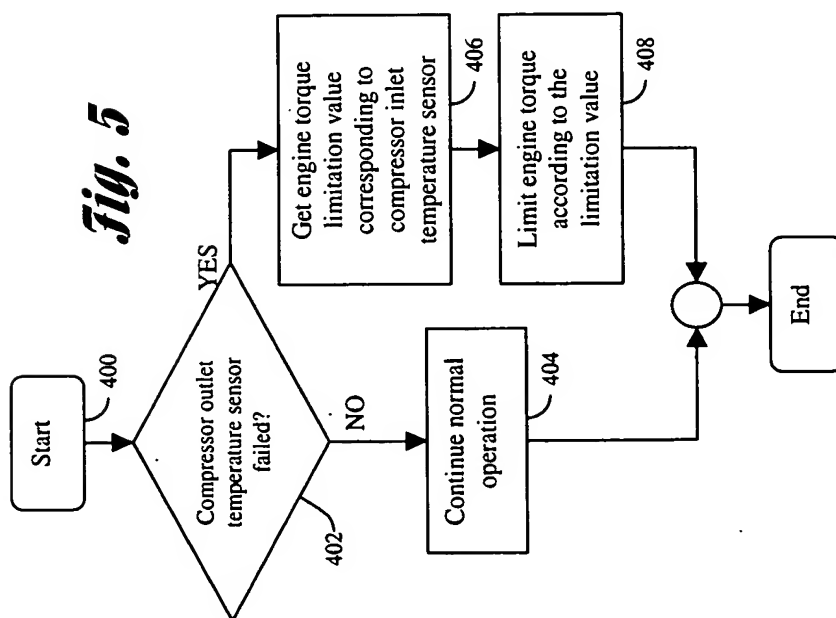 Fig. 5
Start
400
Compressor outlet
temperature sensor
failed?
402
YES
NO
Get engine torque
limitation value
corresponding to
compressor inlet
temperature sensor
406
Continue normal
operation
404
Limit engine torque
according to the
limitation value
408
End